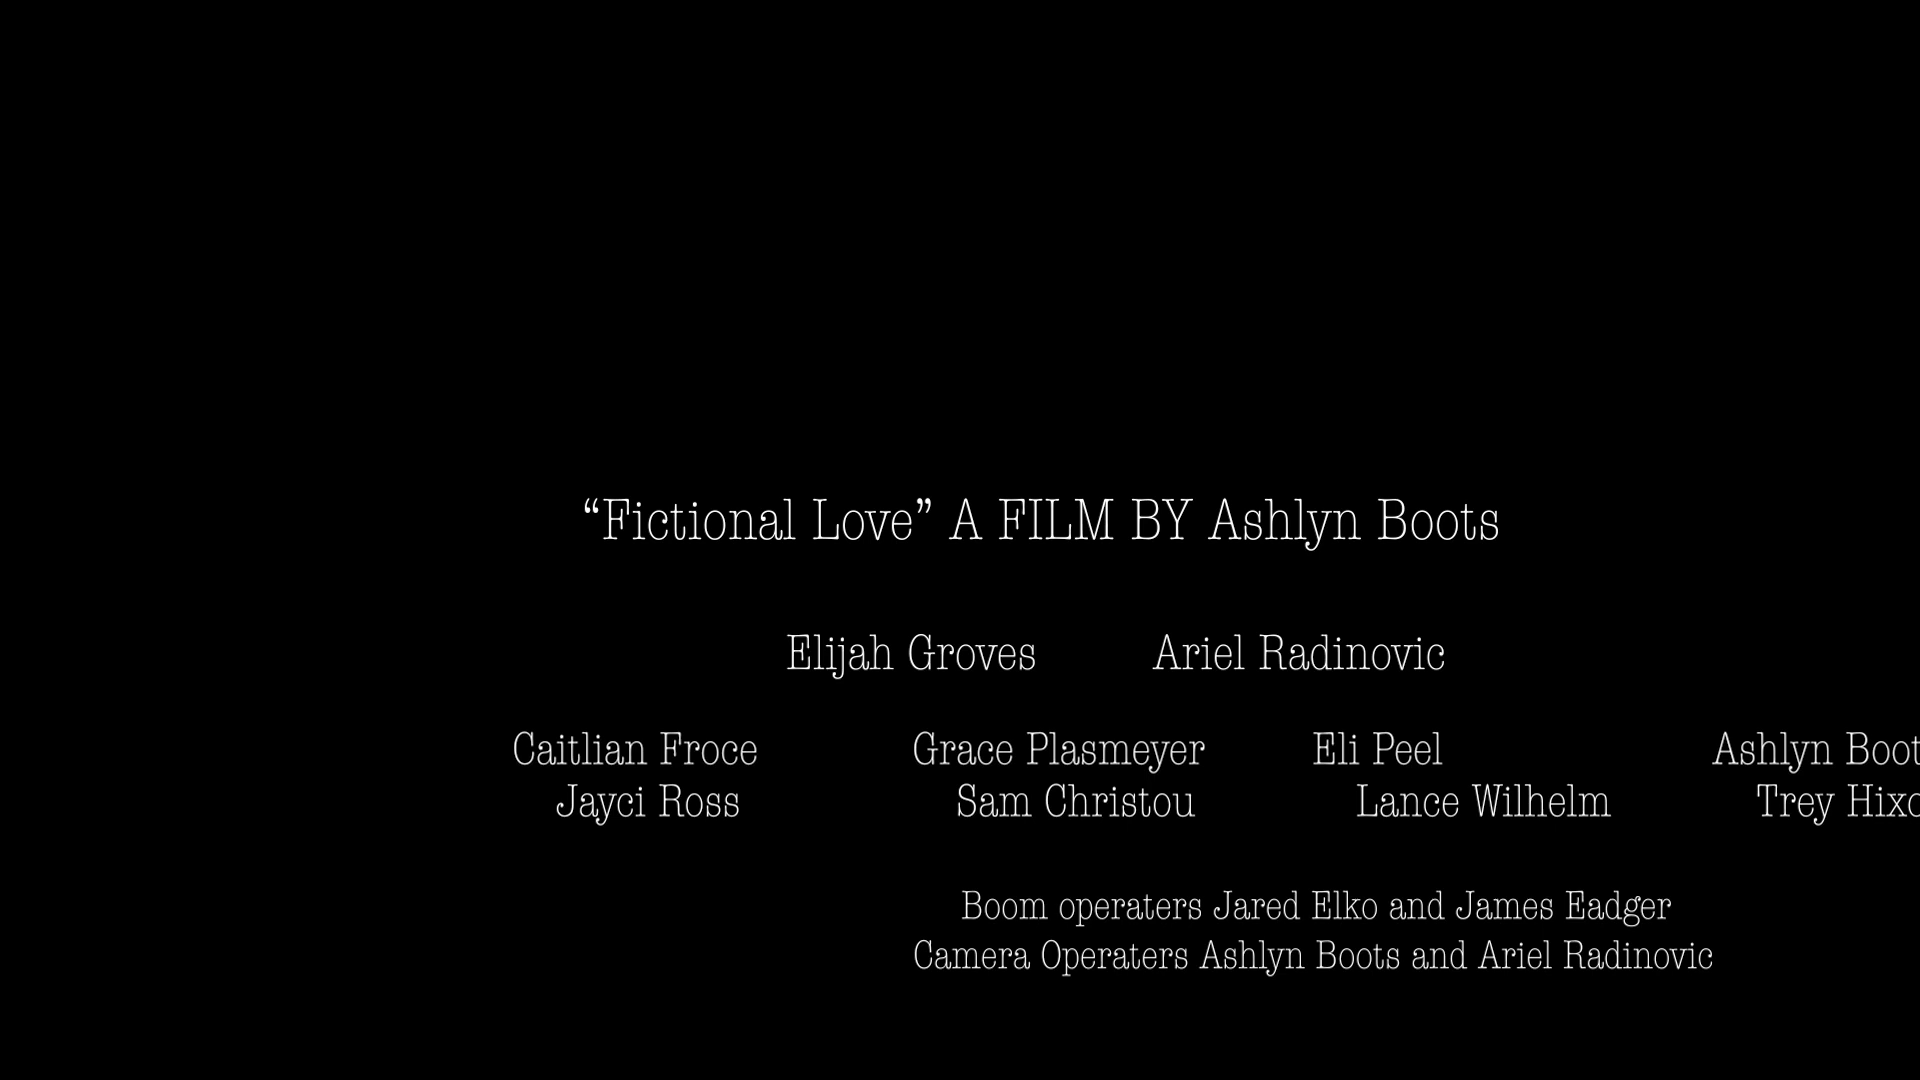 “Fictional Love” A FILM BY Ashlyn Boots
Elijah Groves Ariel Radinovic
Caitlian Froce Grace Plasmeyer Eli Peel Ashlyn Boot
Jayci Ross Sam Christou Lance Wilhelm Trey Hixo
Boom operaters Jared Elko and James Eadger
Camera Operaters Ashlyn Boots and Ariel Radinovic